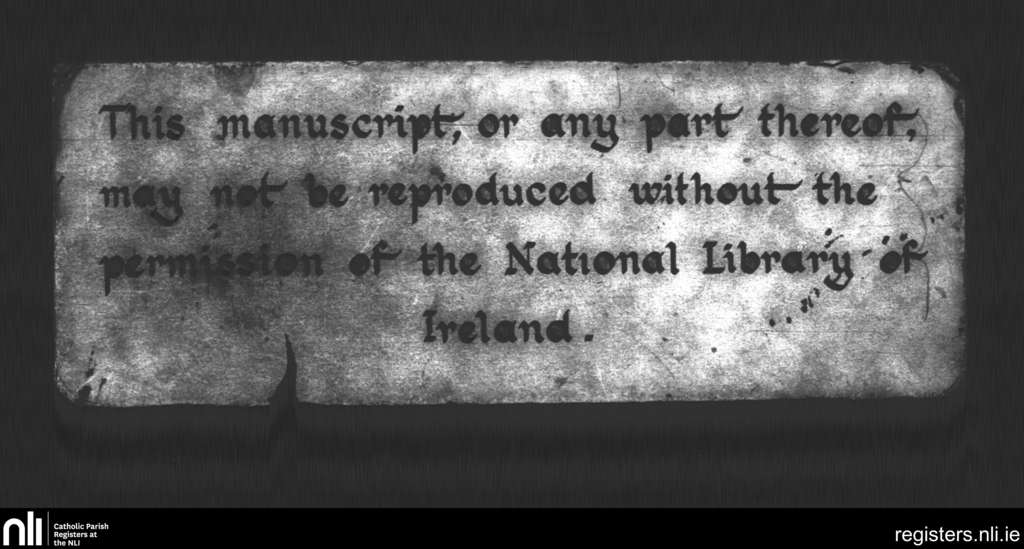 This manuscript, or any part thereof,
may not be reproduced without the
permission of the National Library of
Ireland.
nli
Catholic Parish
Registers at
the NLI
registers.nli.ie